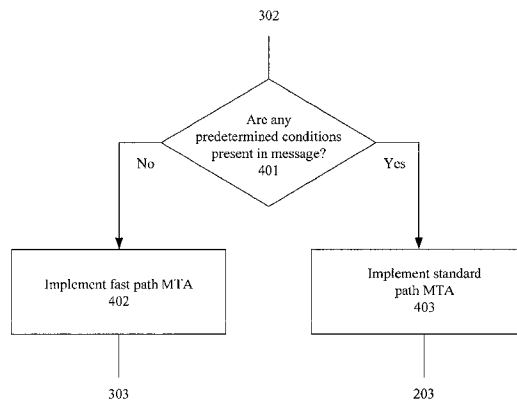 302
Are any
predetermined conditions
present in message?
401
No
Yes
Implement fast path MTA
402
Implement standard
path MTA
403
303
203